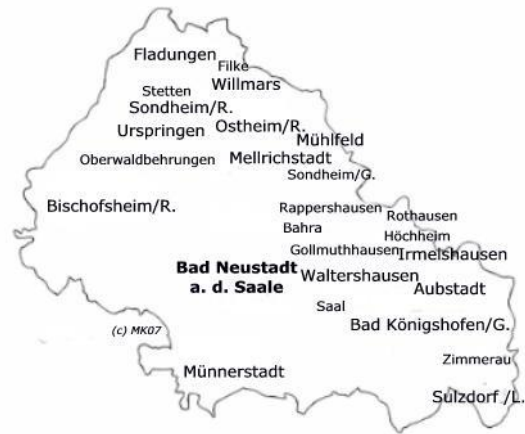 Fladungen
Filke
Willmars
Stetten
Sondheim/R.
Urspringen
Ostheim/R.
Mühlfeld
Oberwaldbehrungen
Mellrichstadt
Sondheim/G.
Bischofsheim/R.
Rappershausen
Rothausen
Bahra
Höchheim
Gollmuthhausen
Irmelshausen
Bad Neustadt
a. d. Saale
Waltershausen
Aubstadt
Saal
Bad Königshofen/G.
(c) MK07
Zimmerau
Münnerstadt
Sulzdorf /L.